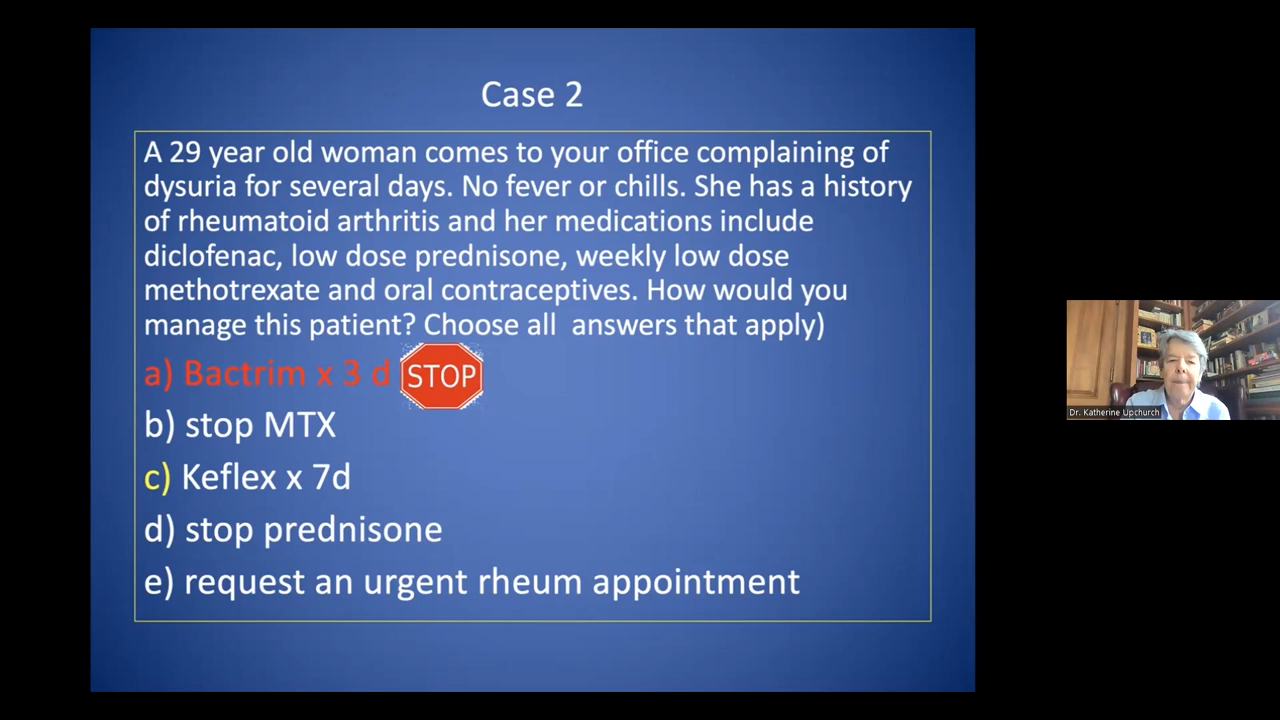 Case 2
A 29 year old woman comes to your office complaining of
dysuria for several days. No fever or chills. She has a history
of rheumatoid arthritis and her medications include
diclofenac, low dose prednisone, weekly low dose
methotrexate and oral contraceptives. How would you
manage this patient? Choose all  answers that apply)
a) Bactrim x 3 d STOP
b) stop MTX
c) Keflex x 7d
d) stop prednisone
e) request an urgent rheum appointment
Dr. Katherine Upchurch